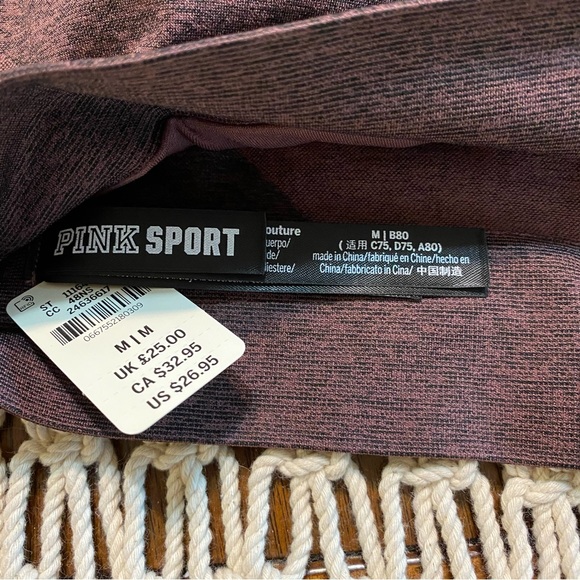 PINK SPORT
M | B80
( 适用 C75, D75, A80)
made in China/fabriqué en Chine/hecho en
China/fabbricato in Cina/ 中国制造
outure
uerpo/
de/
liestere/
ST
CC
24636617
0667552180309
M | M
UK £25.00
CA $32.95
US $26.95